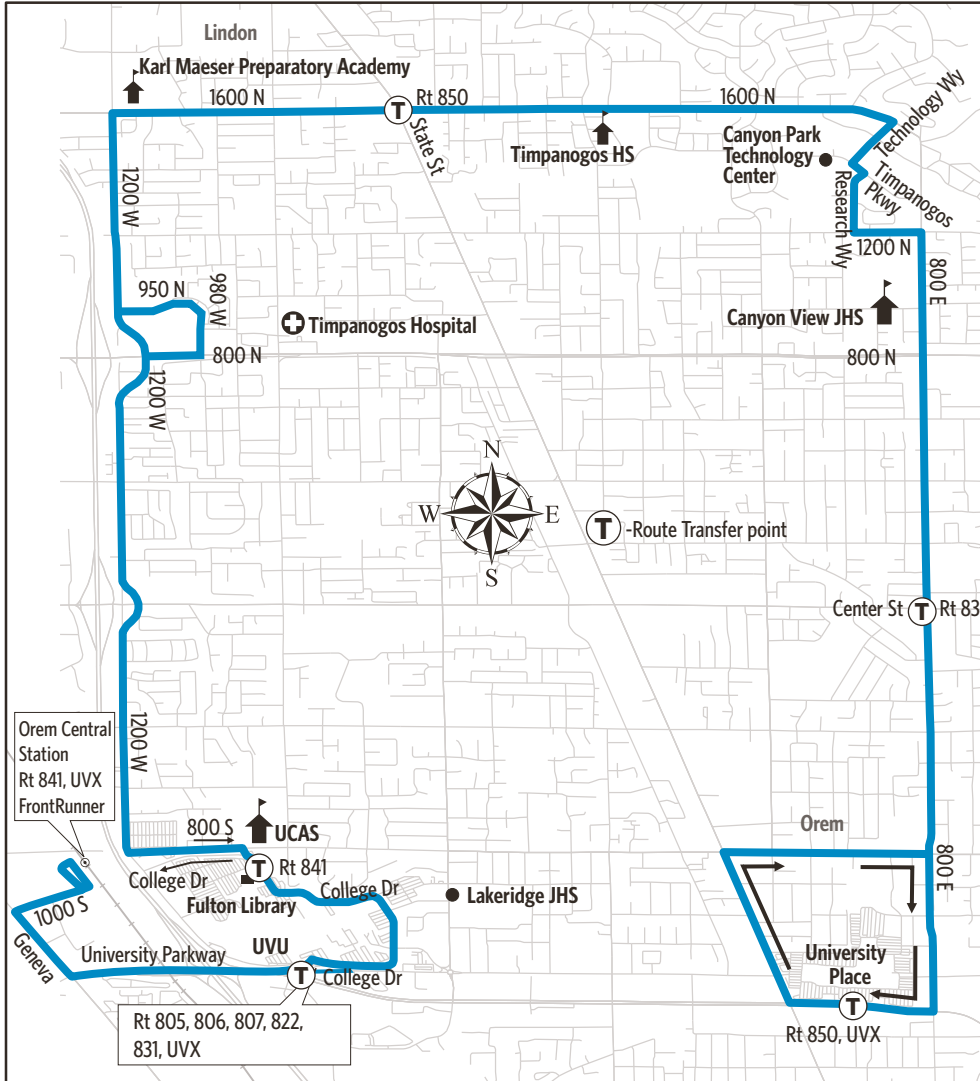 Lindon
Karl Maeser Preparatory Academy
1600 N
Rt 850
1600 N
State St
Timpanogos HS
Canyon Park
Technology
Center
Technology Wy
Timpanogos
Pkwy
Research Wy
1200 N
1200 W
950 N
980 W
800 E
Timpanogos Hospital
Canyon View JHS
800 N
800 N
1200 W
N
W
E
S
T
-Route Transfer point
Center St
T
Rt 83
1200 W
Orem Central
Station
Rt 841, UVX
FrontRunner
800 S
UCAS
Orem
800 E
T
Rt 841
College Dr
College Dr
Fulton Library
Lakeridge JHS
1000 S
Geneva
University Parkway
UVU
T
College Dr
University
Place
T
Rt 850, UVX
Rt 805, 806, 807, 822,
831, UVX
T